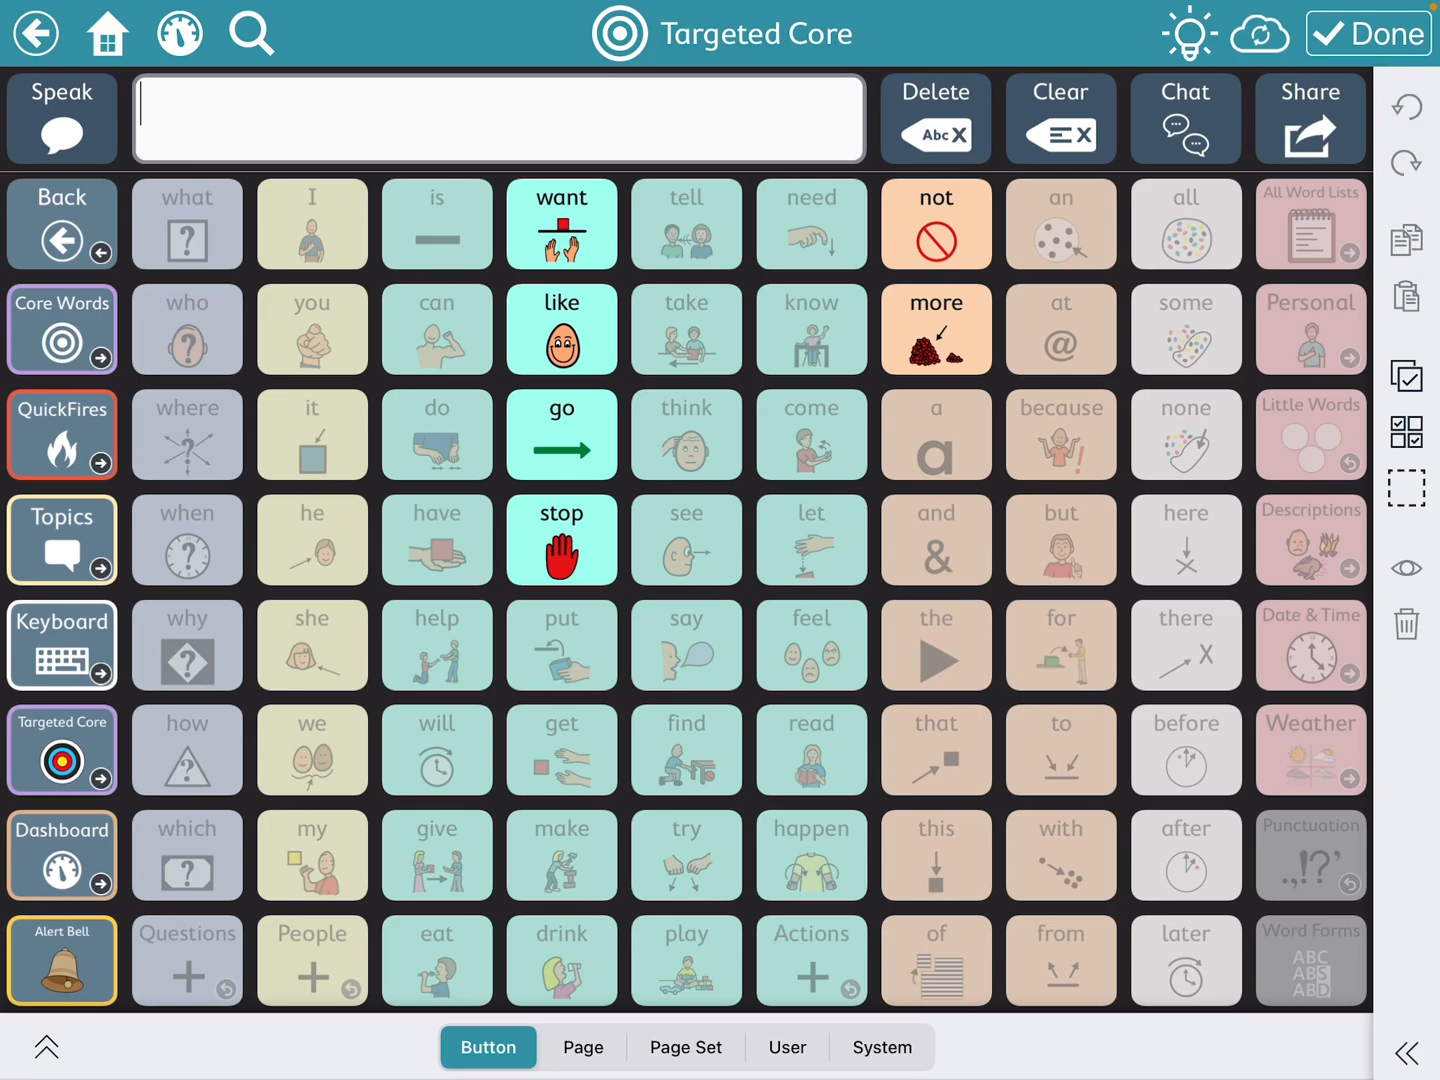 Targeted Core
Done
Speak
Delete
Abc X
Clear
X
Chat
Share
Back
what
I
is
want
tell
need
not
an
all
All Word Lists
Core Words
who
you
can
like
take
know
more
at
@
some
Personal
QuickFires
where
it
do
go
think
come
a
a
because
none
Little Words
Topics
when
he
have
stop
see
let
and
&
but
here
Descriptions
Keyboard
why
she
help
put
say
feel
the
for
there
X
Date & Time
Targeted Core
how
we
will
get
find
read
that
to
before
Weather
Dashboard
which
my
give
make
try
happen
this
with
after
Punctuation
.,!?’
Alert Bell
Questions
People
eat
drink
play
Actions
of
from
later
Word Forms
ABC
ABS
ABD
Button
Page
Page Set
User
System